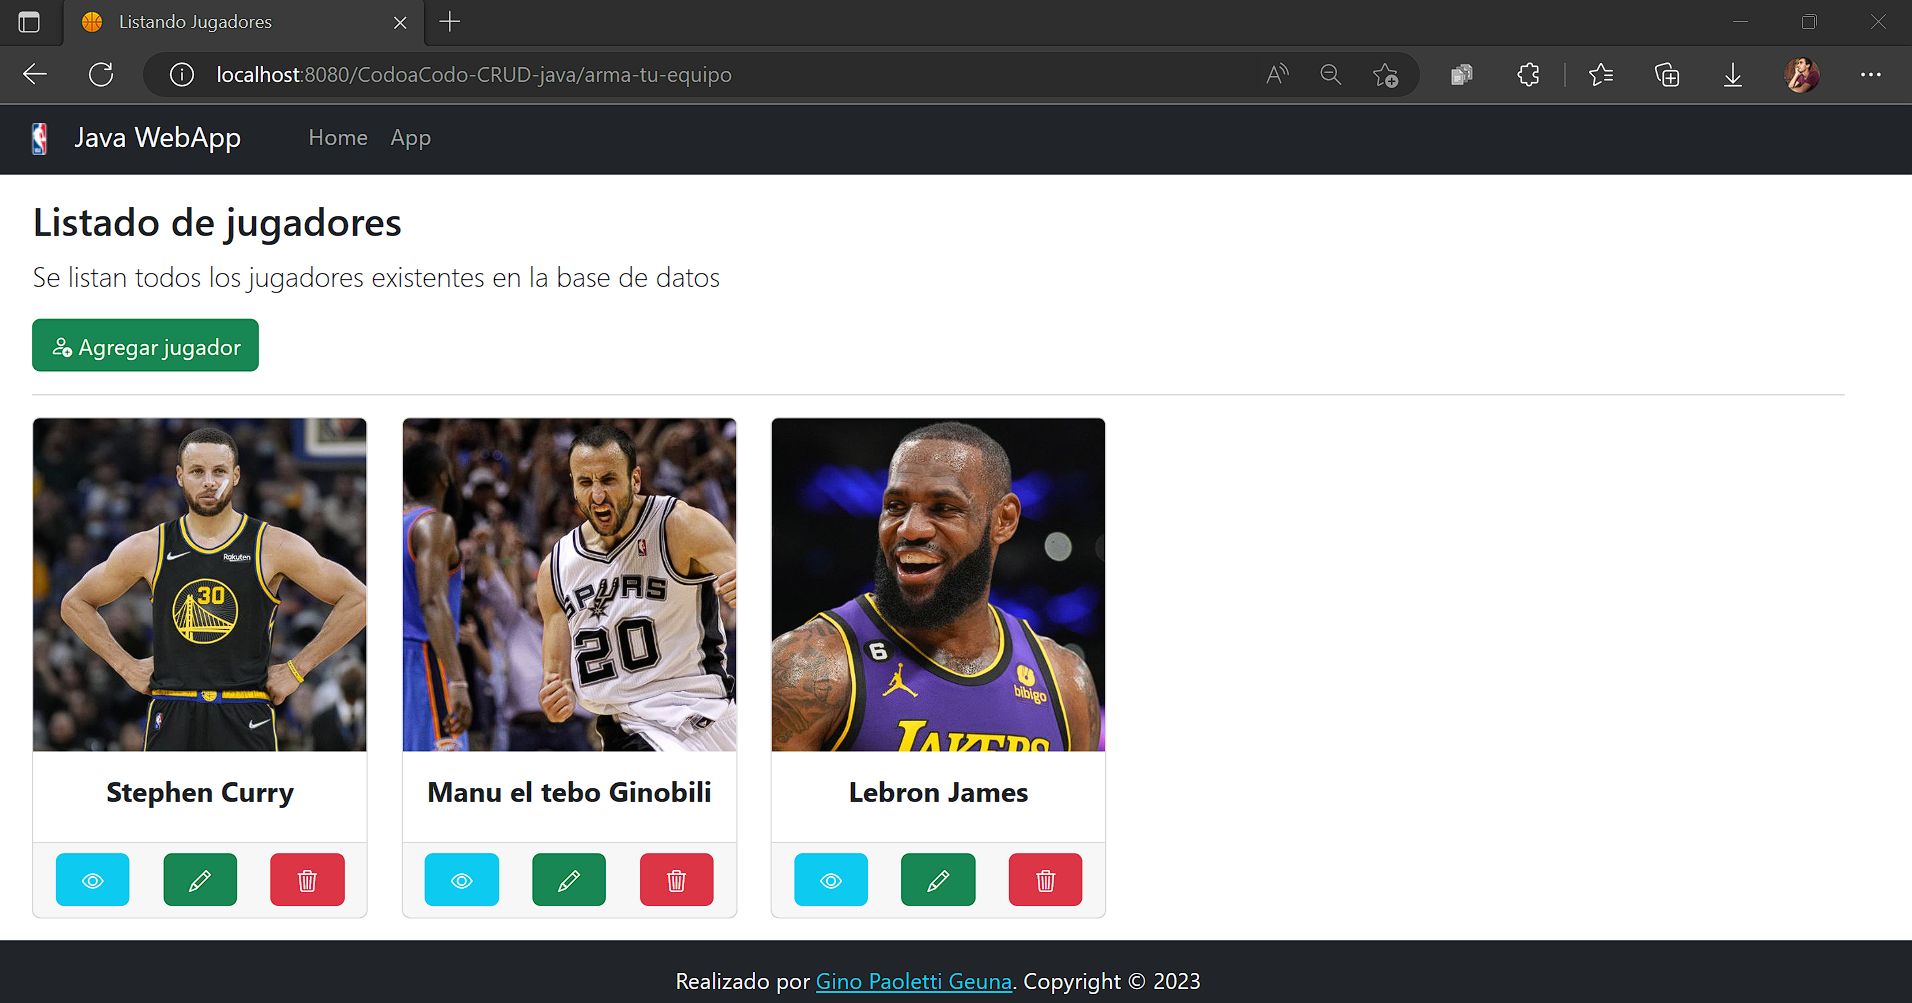 Listando Jugadores
localhost:8080/CodoaCodo-CRUD-java/arma-tu-equipo
Java WebApp Home App
Listado de jugadores
Se listan todos los jugadores existentes en la base de datos
Agregar jugador
Rakuten
30
SPURS
20
6
bibigo
LAKERS
Stephen Curry
Manu el tebo Ginobili
Lebron James
Realizado por Gino Paoletti Geuna. Copyright © 2023